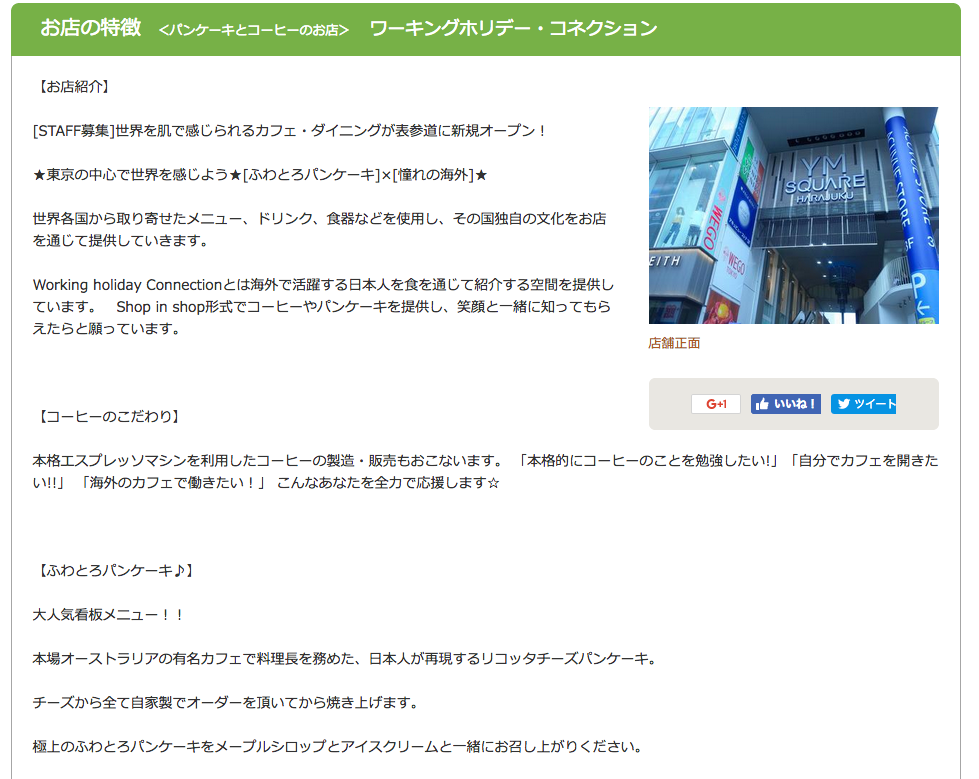 お店の特徴 <パンケーキとコーヒーのお店> ワーキングホリデー・コネクション
【お店紹介】
[STAFF募集]世界を肌で感じられるカフェ・ダイニングが表参道に新規オープン！
★東京の中心で世界を感じよう★[ふわとろパンケーキ]×[憧れの海外]★
世界各国から取り寄せたメニュー、ドリンク、食器などを使用し、その国独自の文化をお店
を通じて提供していきます。
Working holiday Connectionとは海外で活躍する日本人を食を通じて紹介する空間を提供し
ています。　Shop in shop形式でコーヒーやパンケーキを提供し、笑顔と一緒に知ってもら
えたらと願っています。
YM
SQUARE
HARAJUKU
WEGO
WEGO
EITH
3
P
店舗正面
G+1
いいね！
ツイート
【コーヒーのこだわり】
本格エスプレッソマシンを利用したコーヒーの製造・販売もおこないます。 「本格的にコーヒーのことを勉強したい!」「自分でカフェを開きた
い!!」 「海外のカフェで働きたい！」 こんなあなたを全力で応援します☆
【ふわとろパンケーキ♪】
大人気看板メニュー！！
本場オーストラリアの有名カフェで料理長を務めた、日本人が再現するリコッタチーズパンケーキ。
チーズから全て自家製でオーダーを頂いてから焼き上げます。
極上のふわとろパンケーキをメープルシロップとアイスクリームと一緒にお召し上がりください。